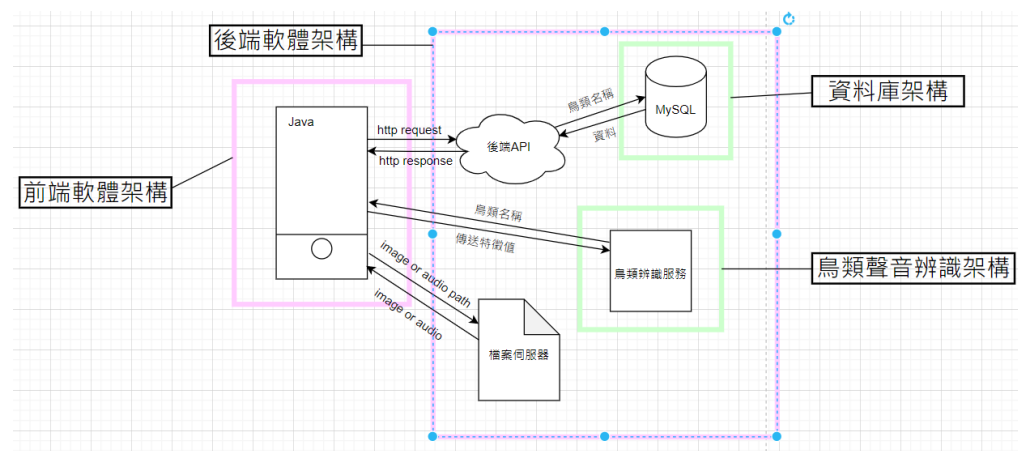 後端軟體架構
資料庫架構
Java
鳥類名稱
MySQL
http request
資料
後端API
http response
前端軟體架構
鳥類名稱
傳送特徵值
鳥類辨識服務
鳥類聲音辨識架構
image or audio path
image or audio
檔案伺服器